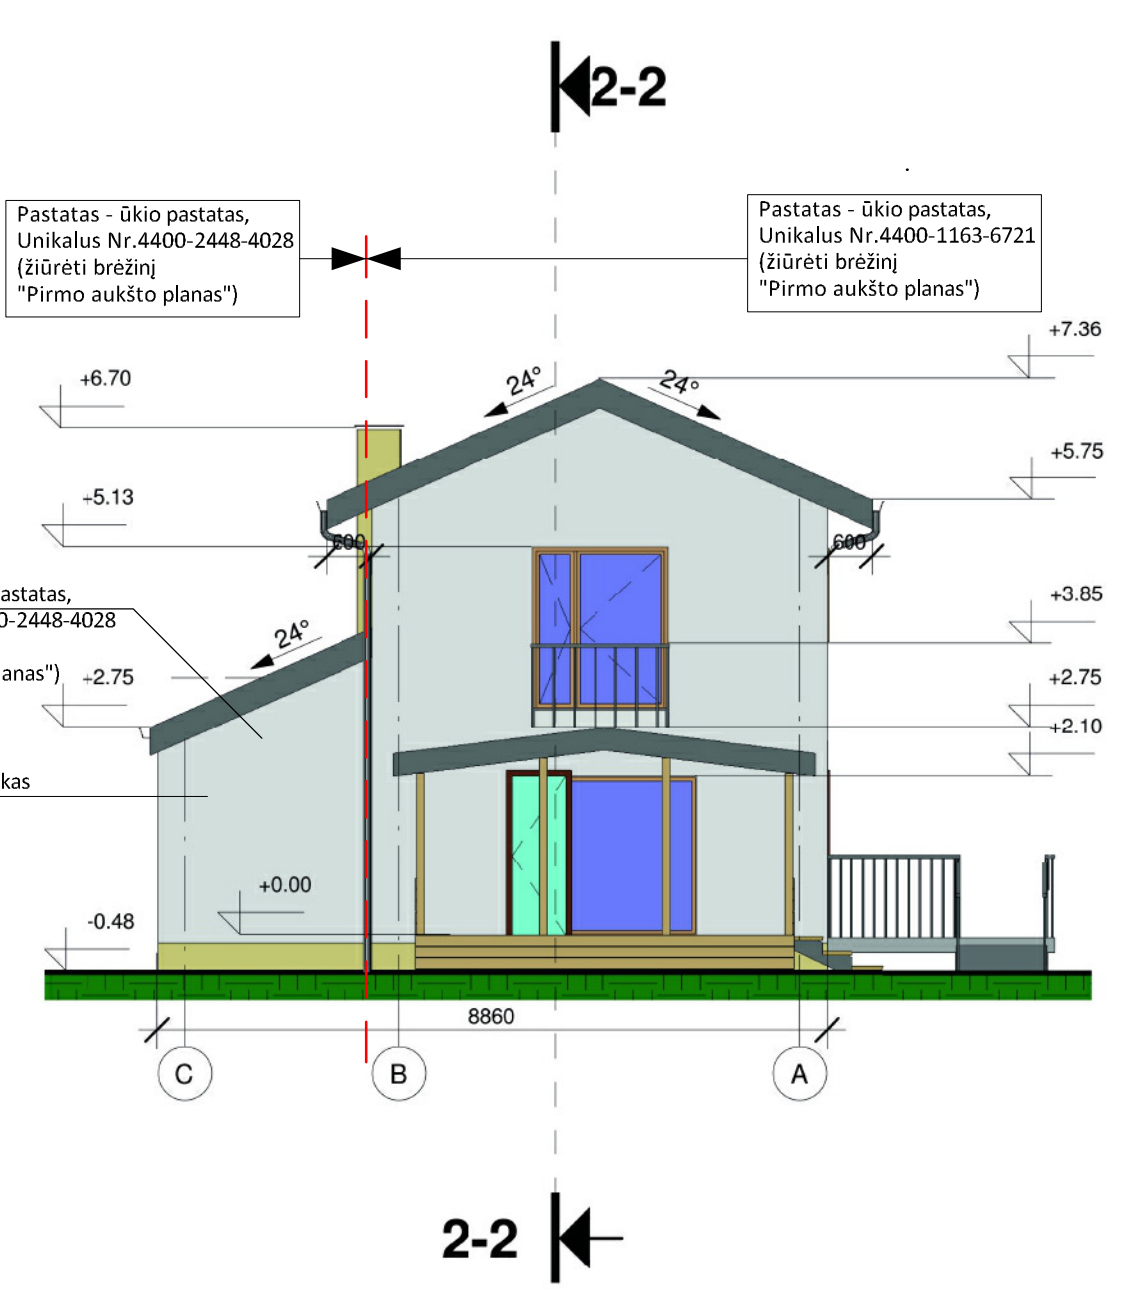 2-2
Pastatas - ūkio pastatas,
Unikalus Nr.4400-2448-4028
(žiūrėti brėžinį
"Pirmo aukšto planas")
Pastatas - ūkio pastatas,
Unikalus Nr.4400-1163-6721
(žiūrėti brėžinį
"Pirmo aukšto planas")
+7.36
+6.70
24°
24°
+5.75
+5.13
600
600
astatas,
0-2448-4028
anas")
24°
+3.85
+2.75
+2.75
+2.10
kas
+0.00
-0.48
8860
C
B
A
2-2